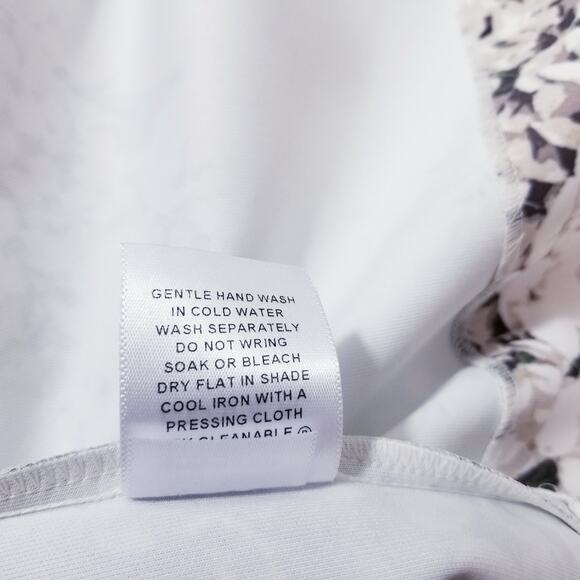 GENTLE HAND WASH
IN COLD WATER
WASH SEPARATELY
DO NOT WRING
SOAK OR BLEACH
DRY FLAT IN SHADE
COOL IRON WITH A
PRESSING CLOTH
CLEANABLE Ⓟ